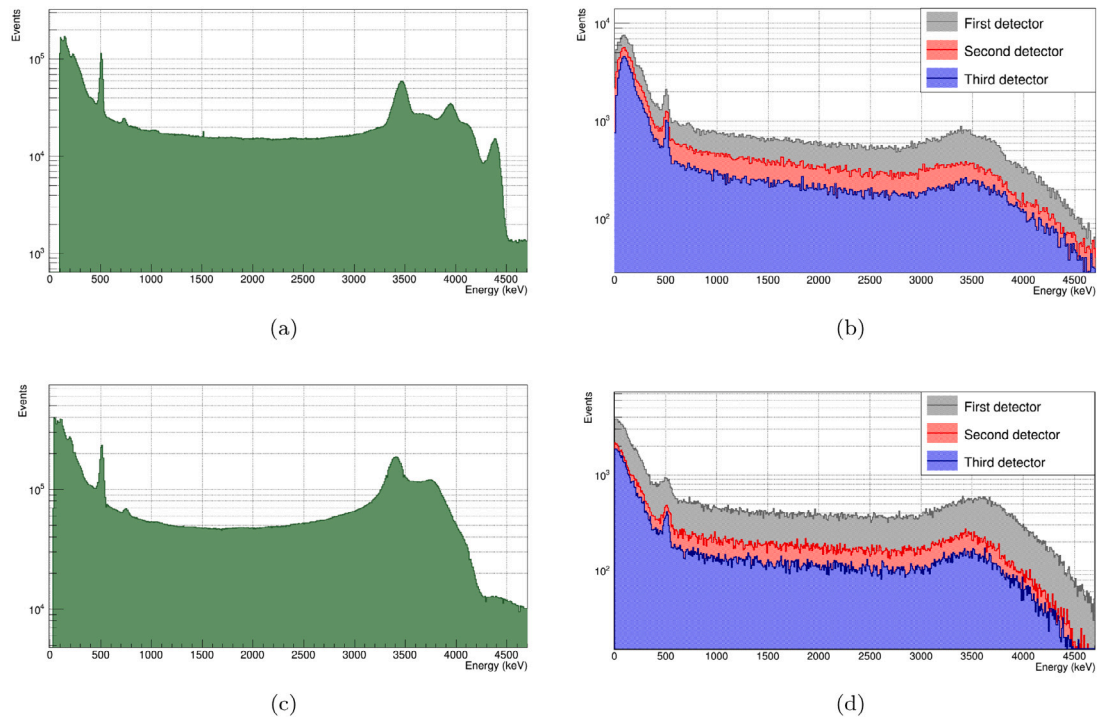 Events
10^5
10^4
10^3
0 500 1000 1500 2000 2500 3000 3500 4000 4500
Energy (keV)
(a)
Events
10^4
10^3
10^2
First detector
Second detector
Third detector
0 500 1000 1500 2000 2500 3000 3500 4000 4500
Energy (keV)
(b)
Events
10^5
10^4
0 500 1000 1500 2000 2500 3000 3500 4000 4500
Energy (keV)
(c)
Events
10^3
10^2
First detector
Second detector
Third detector
0 500 1000 1500 2000 2500 3000 3500 4000 4500
Energy (keV)
(d)